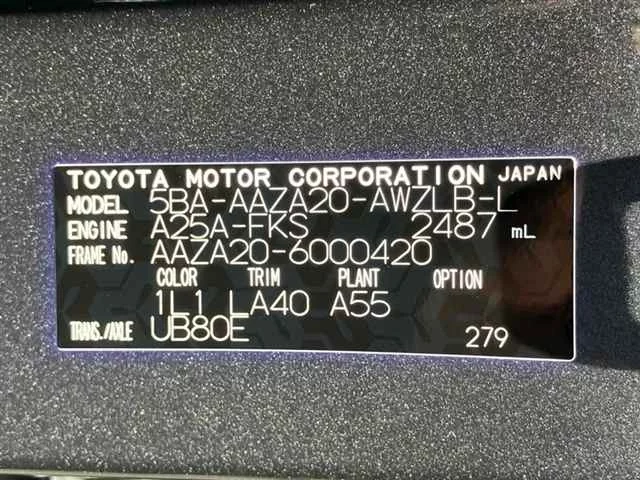 TOYOTA MOTOR CORPORATION JAPAN
MODEL 5BA-AAZA20-AWZLB-L
ENGINE A25A-FKS 2487 mL
FRAME No. AAZA20-6000420
COLOR TRIM PLANT OPTION
1L1 LA40 A55
TRANS./AXLE UB80E 279